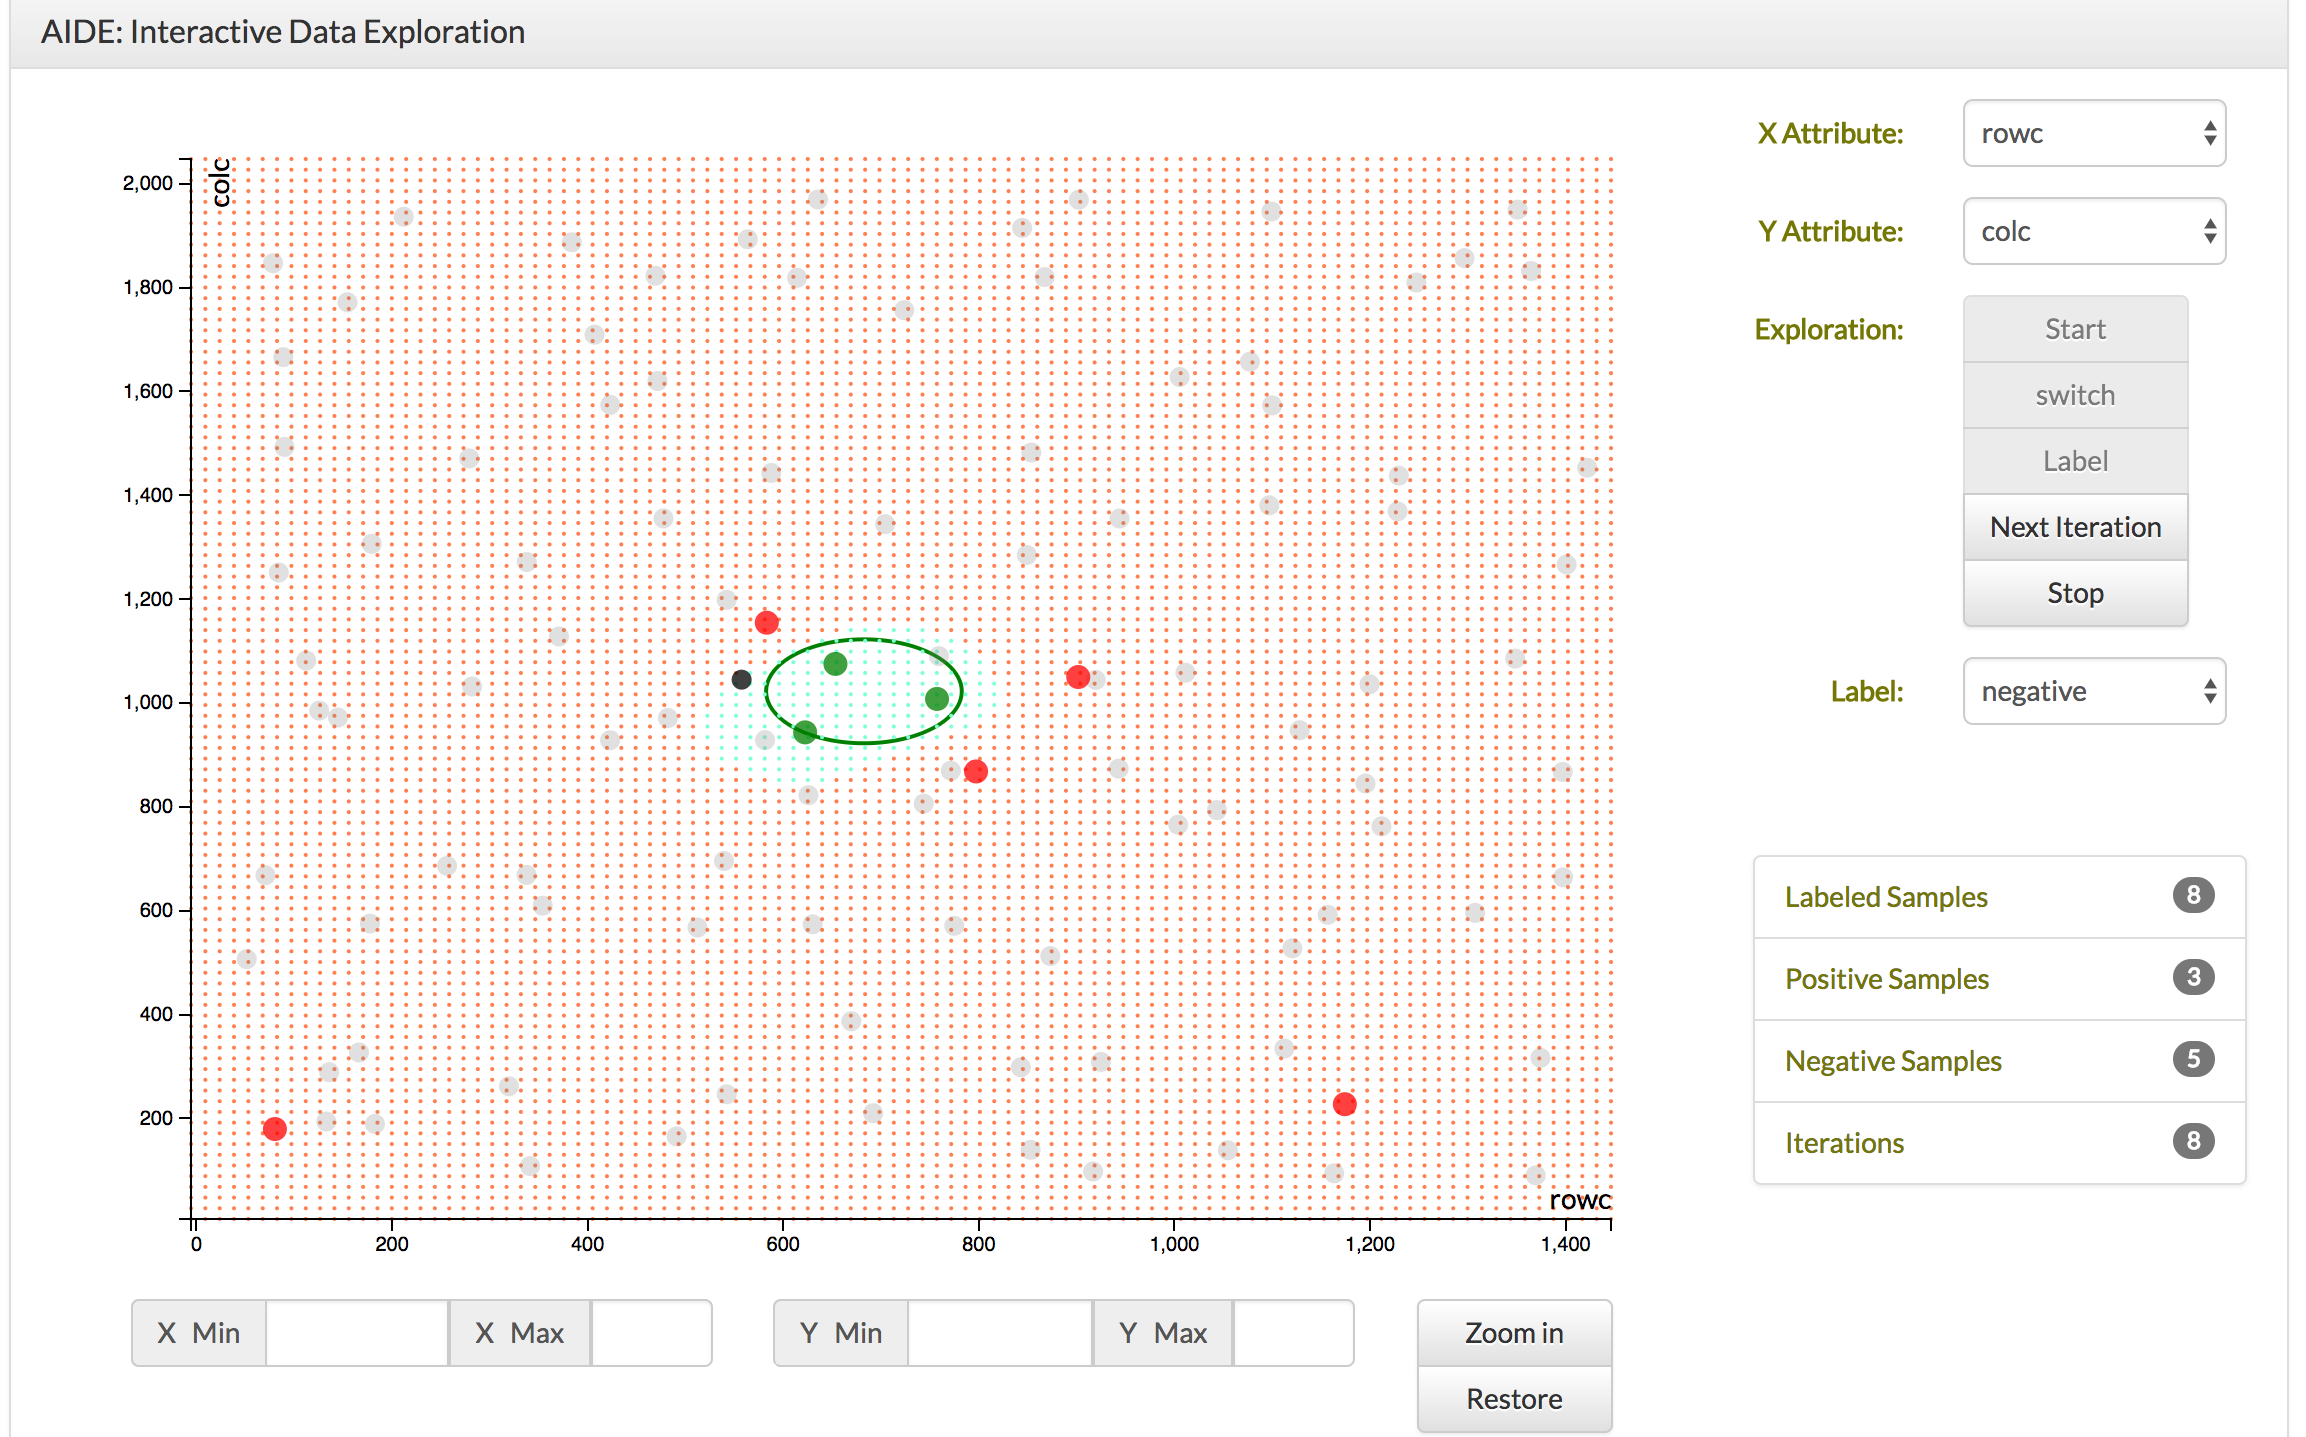 AIDE: Interactive Data Exploration
colc
2,000
1,800
1,600
1,400
1,200
1,000
800
600
400
200
rowc
0 200 400 600 800 1,000 1,200 1,400
X Min X Max Y Min Y Max
Zoom in
Restore
X Attribute: rowc
Y Attribute: colc
Exploration: Start
switch
Label
Next Iteration
Stop
Label: negative
Labeled Samples 8
Positive Samples 3
Negative Samples 5
Iterations 8